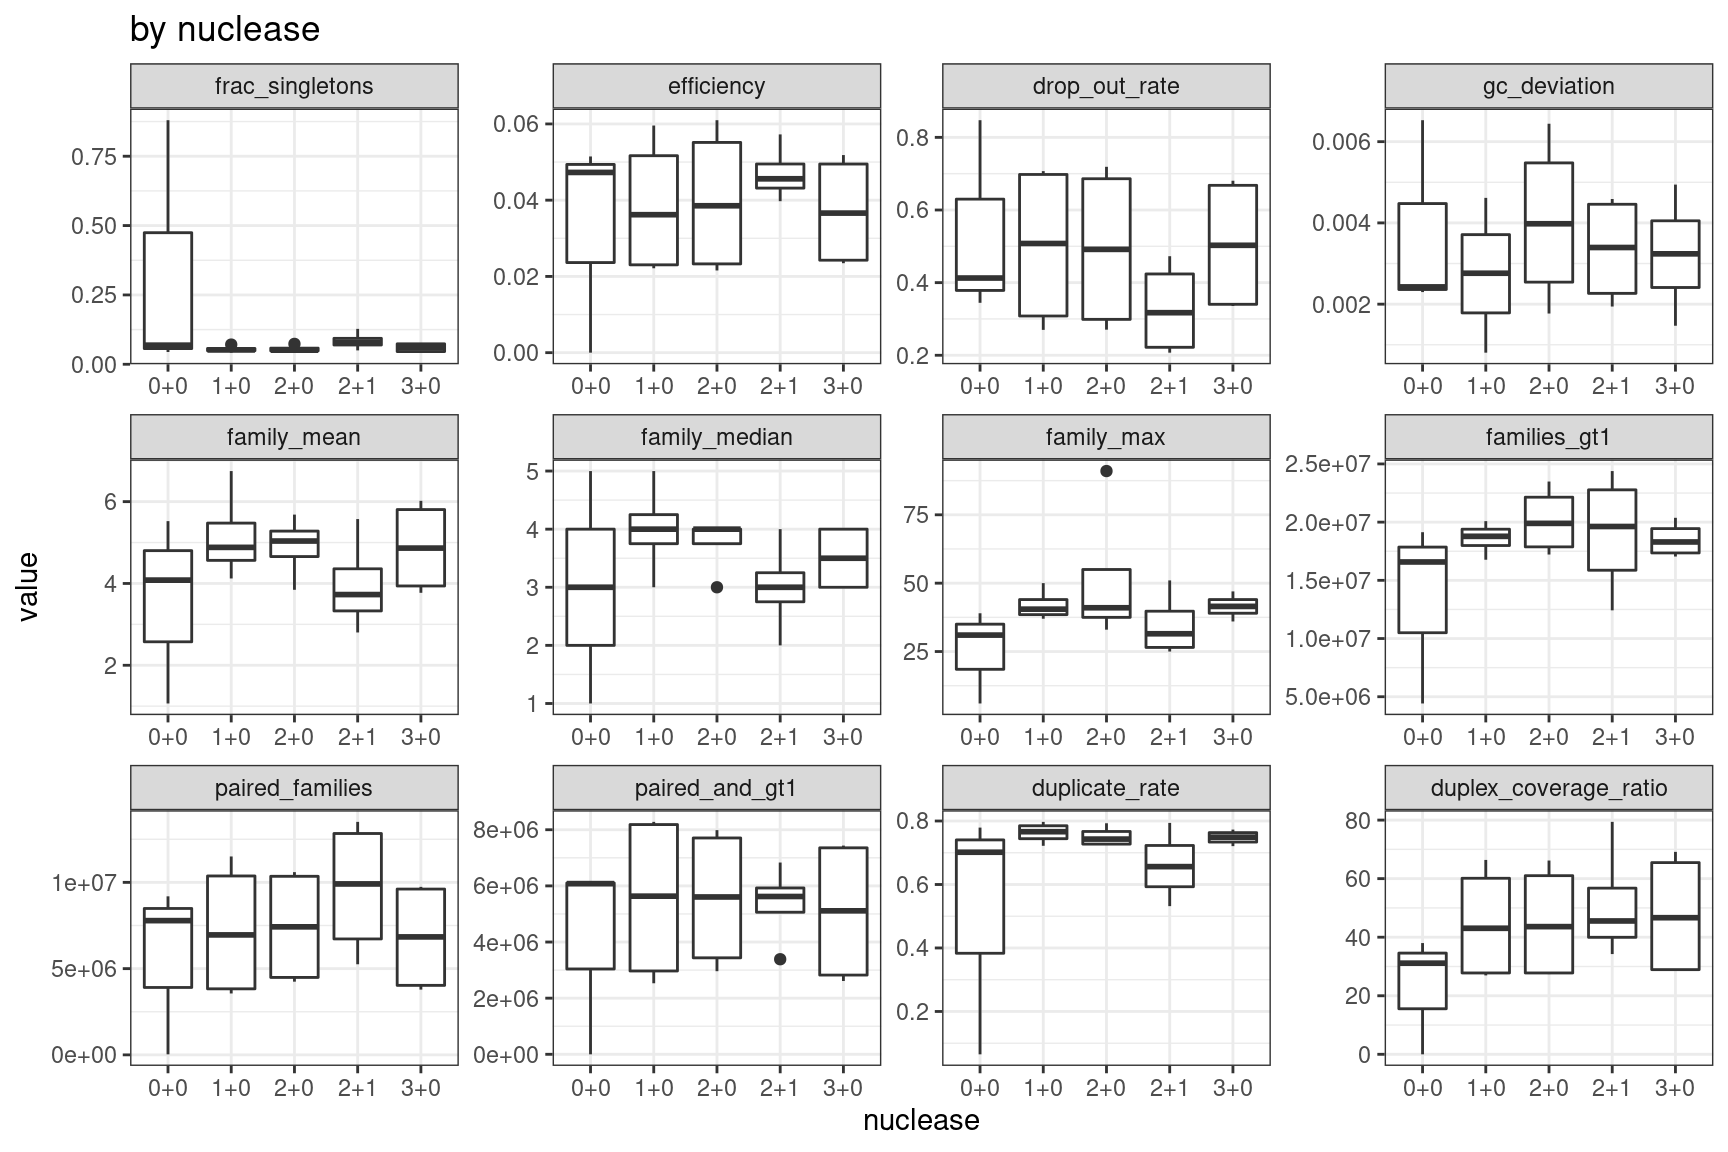 by nuclease
frac_singletons efficiency drop_out_rate gc_deviation
0.75 0.50 0.25 0.00
0.06 0.04 0.02 0.00
0.8 0.6 0.4 0.2
0.006 0.004 0.002
0+0 1+0 2+0 2+1 3+0 0+0 1+0 2+0 2+1 3+0 0+0 1+0 2+0 2+1 3+0 0+0 1+0 2+0 2+1 3+0
family_mean family_median family_max families_gt1
6 4 2
5 4 3 2 1
75 50 25
2.5e+07 2.0e+07 1.5e+07 1.0e+07 5.0e+06
value
0+0 1+0 2+0 2+1 3+0 0+0 1+0 2+0 2+1 3+0 0+0 1+0 2+0 2+1 3+0 0+0 1+0 2+0 2+1 3+0
paired_families paired_and_gt1 duplicate_rate duplex_coverage_ratio
1e+07 5e+06 0e+00
8e+06 6e+06 4e+06 2e+06 0e+00
0.8 0.6 0.4 0.2
80 60 40 20 0
0+0 1+0 2+0 2+1 3+0 0+0 1+0 2+0 2+1 3+0 0+0 1+0 2+0 2+1 3+0 0+0 1+0 2+0 2+1 3+0
nuclease